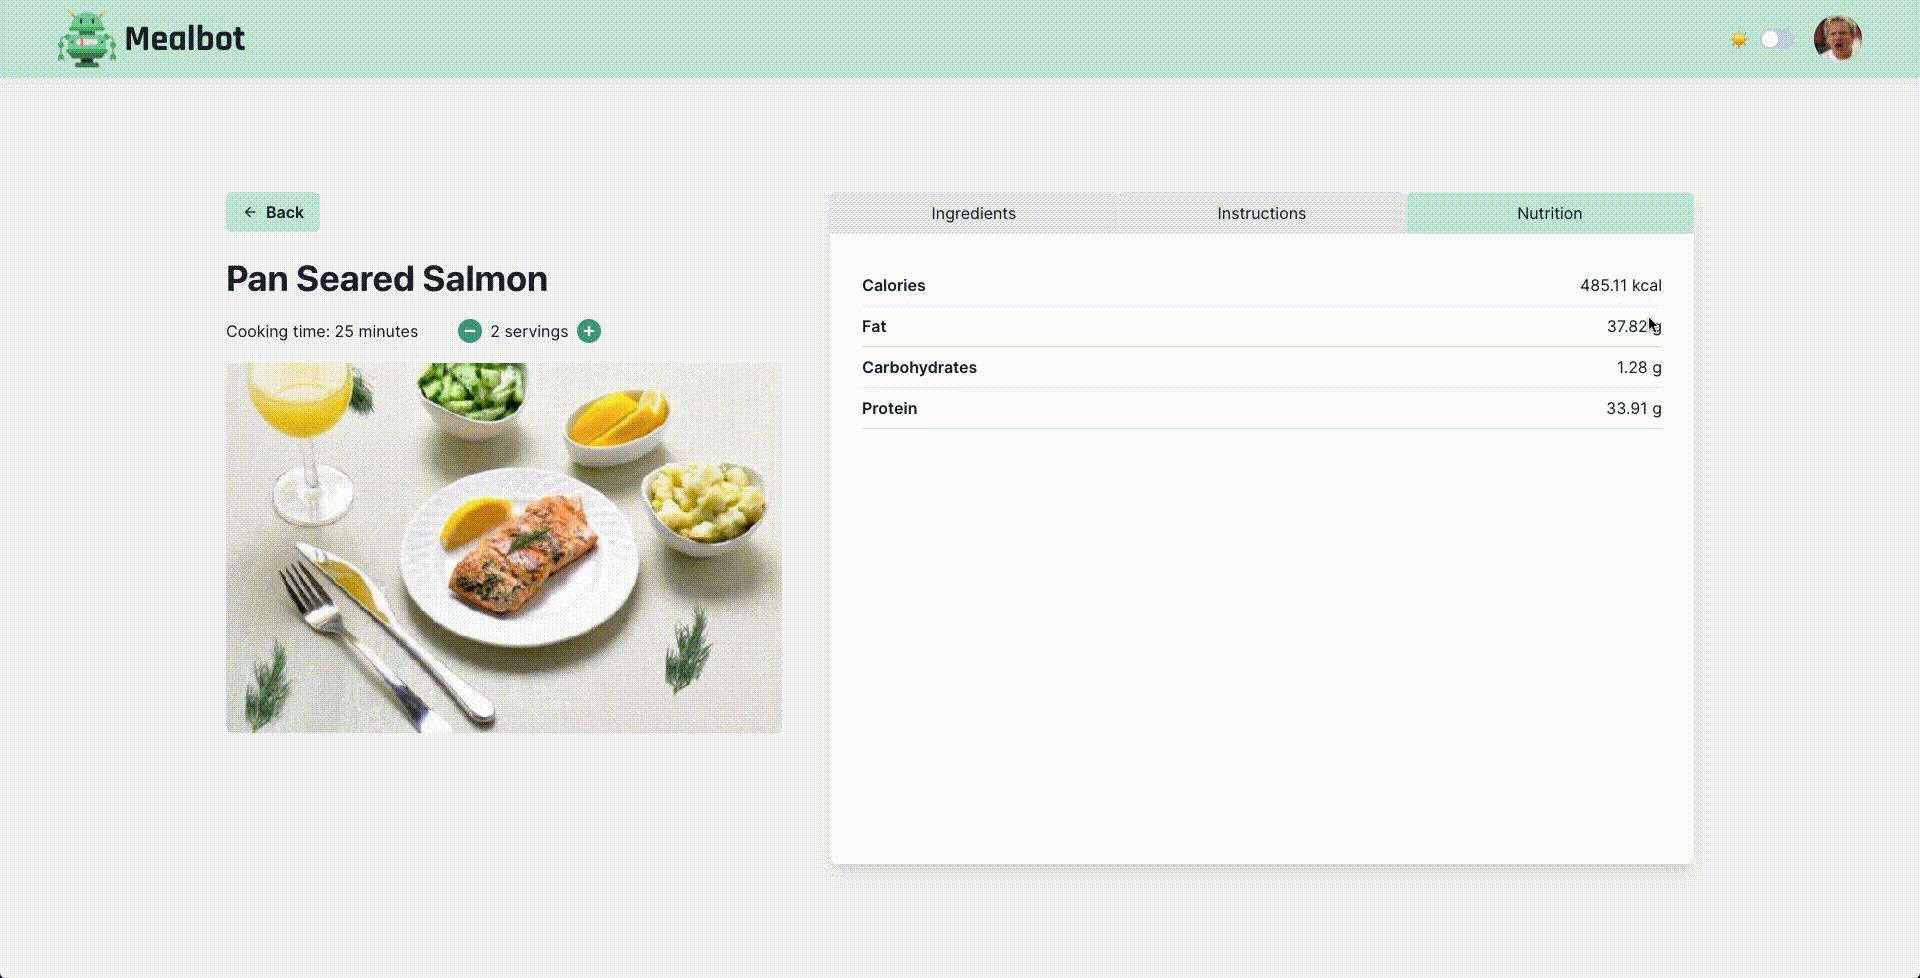 Mealbot
Back
Pan Seared Salmon
Cooking time: 25 minutes
2 servings
Ingredients
Instructions
Nutrition
Calories 485.11 kcal
Fat 37.82 g
Carbohydrates 1.28 g
Protein 33.91 g